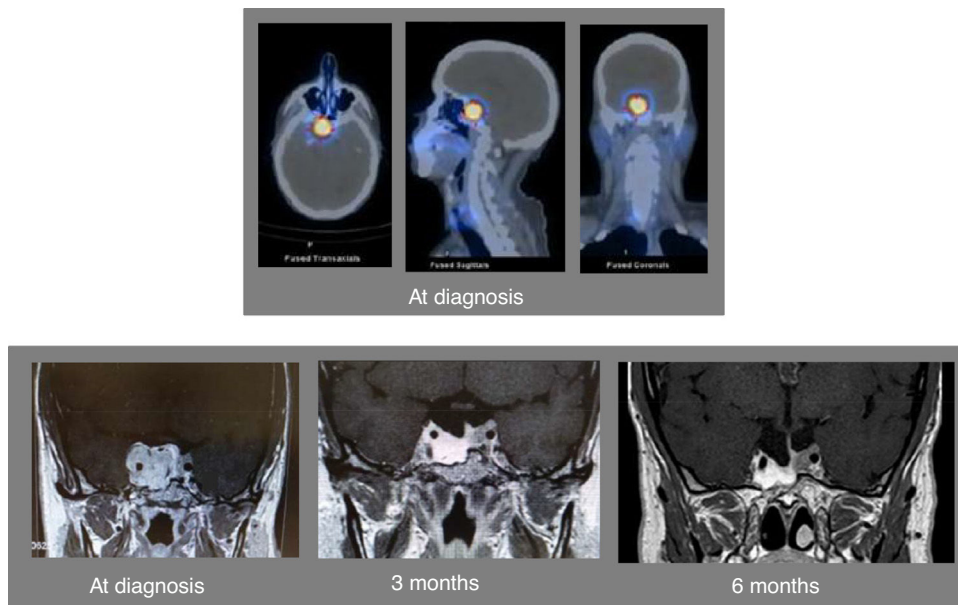 P
Fused Transaxials
Fused Sagittals
Fused Coronals
At diagnosis
At diagnosis
3 months
6 months